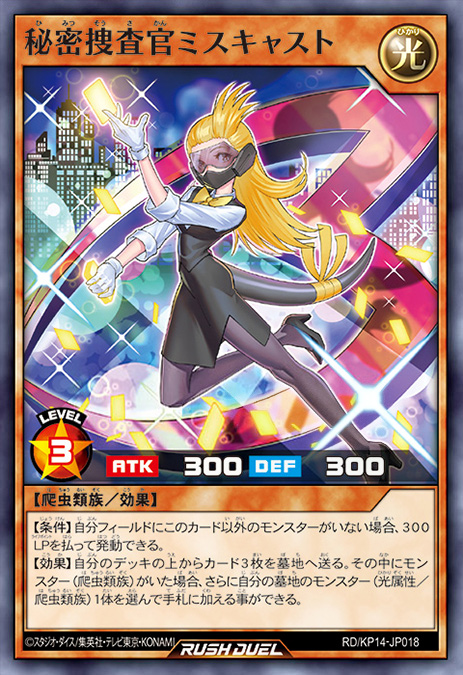 秘密捜査官ミスキャスト
光
LEVEL
3
ATK 300 DEF 300
【爬虫類族／効果】
【条件】自分フィールドにこのカード以外のモンスターがいない場合、300
LPを払って発動できる。
【効果】自分のデッキの上からカード3枚を墓地へ送る。その中にモン
スター（爬虫類族）がいた場合、さらに自分の墓地のモンスター（光属性／
爬虫類族）1体を選んで手札に加える事ができる。
©スタジオ・ダイス/集英社・テレビ東京・KONAMI
RUSH DUEL
RD/KP14-JP018